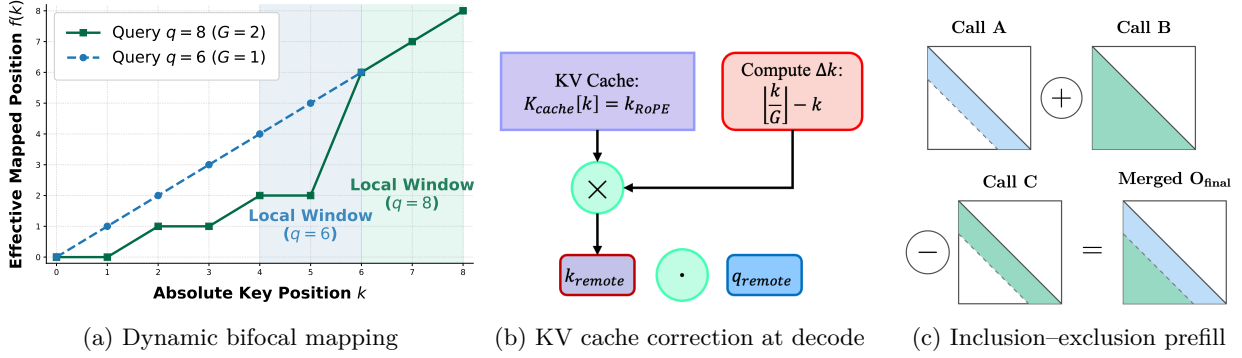 Effective Mapped Position f(k)
8
7
6
5
4
3
2
1
0
Query q = 8 (G = 2)
Query q = 6 (G = 1)
Local Window
(q = 8)
Local Window
(q = 6)
0 1 2 3 4 5 6 7 8
Absolute Key Position k
(a) Dynamic bifocal mapping
KV Cache:
K_cache[k] = k_RoPE
Compute Δk:
⌊k/G⌋ − k
×
k_remote
·
q_remote
(b) KV cache correction at decode
Call A
Call B
+
Call C
Merged O_final
−
=
(c) Inclusion–exclusion prefill